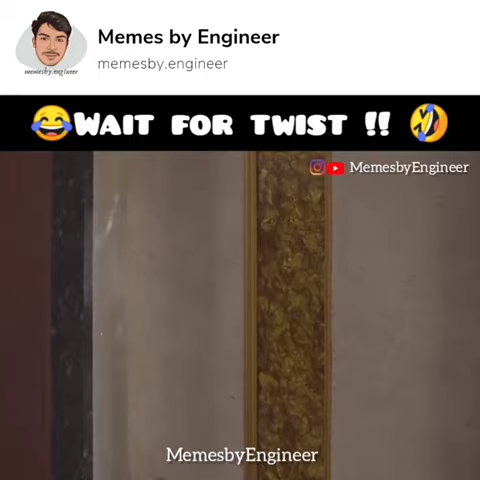 Memes by Engineer
memesby.engineer
memesby.engineer
😂WAIT FOR TWIST !! 🤣
MemesbyEngineer
MemesbyEngineer